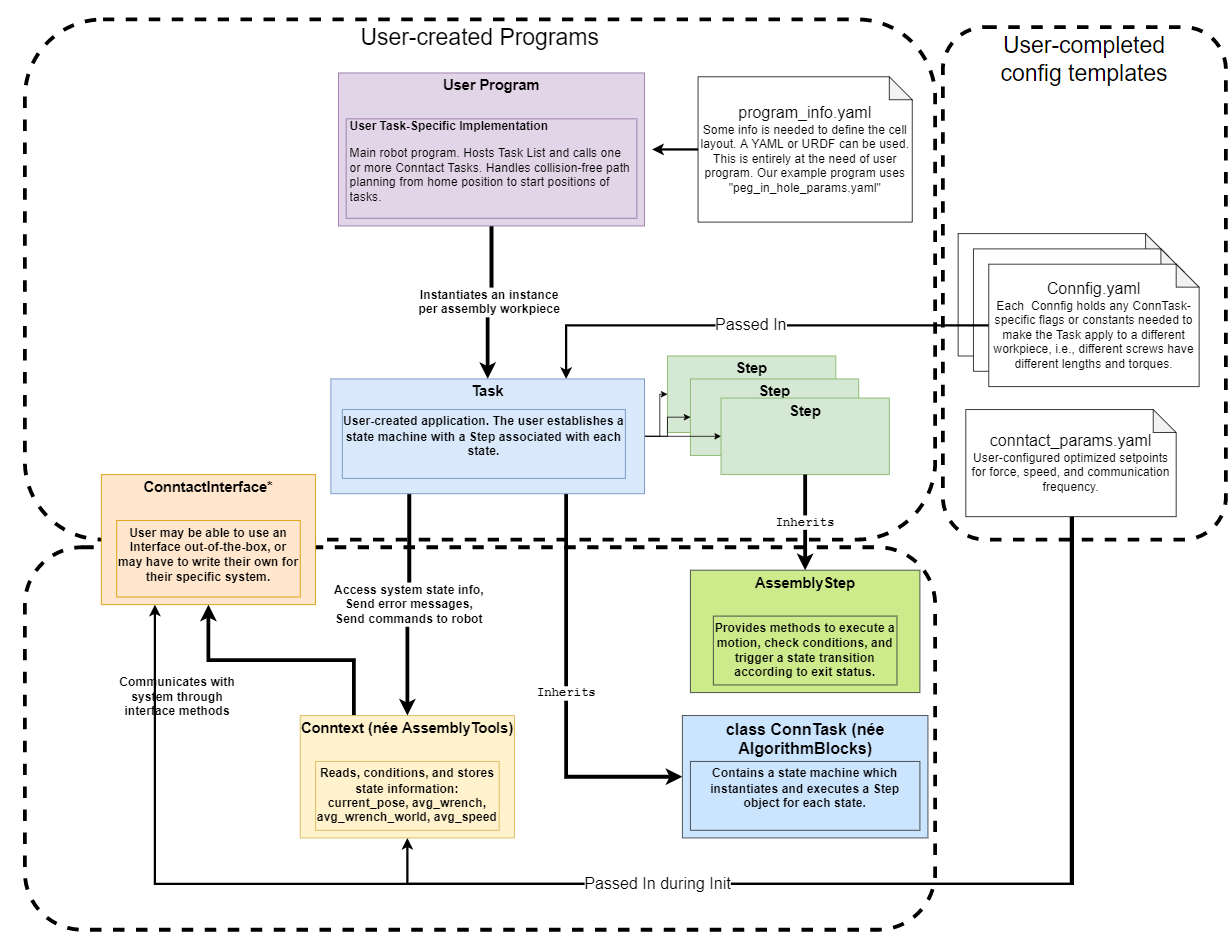 User-created Programs
User-completed
config templates
User Program
User Task-Specific Implementation
Main robot program. Hosts Task List and calls one
or more Conntact Tasks. Handles collision-free path
planning from home position to start positions of
tasks.
program_info.yaml
Some info is needed to define the cell
layout. A YAML or URDF can be used.
This is entirely at the need of user
program. Our example program uses
"peg_in_hole_params.yaml"
Instantiates an instance
per assembly workpiece
Passed In
Connfig.yaml
Each  Connfig holds any ConnTask-
specific flags or constants needed to
make the Task apply to a different
workpiece, i.e., different screws have
different lengths and torques.
Task
User-created application. The user establishes a
state machine with a Step associated with each
state.
Step
Step
Step
conntact_params.yaml
User-configured optimized setpoints
for force, speed, and communication
frequency.
ConntactInterface*
User may be able to use an
Interface out-of-the-box, or
may have to write their own for
their specific system.
Inherits
Access system state info,
Send error messages,
Send commands to robot
AssemblyStep
Provides methods to execute a
motion, check conditions, and
trigger a state transition
according to exit status.
Communicates with
system through
interface methods
Inherits
Conntext (née AssemblyTools)
Reads, conditions, and stores
state information:
current_pose, avg_wrench,
avg_wrench_world, avg_speed
class ConnTask (née
AlgorithmBlocks)
Contains a state machine which
instantiates and executes a Step
object for each state.
Passed In during Init